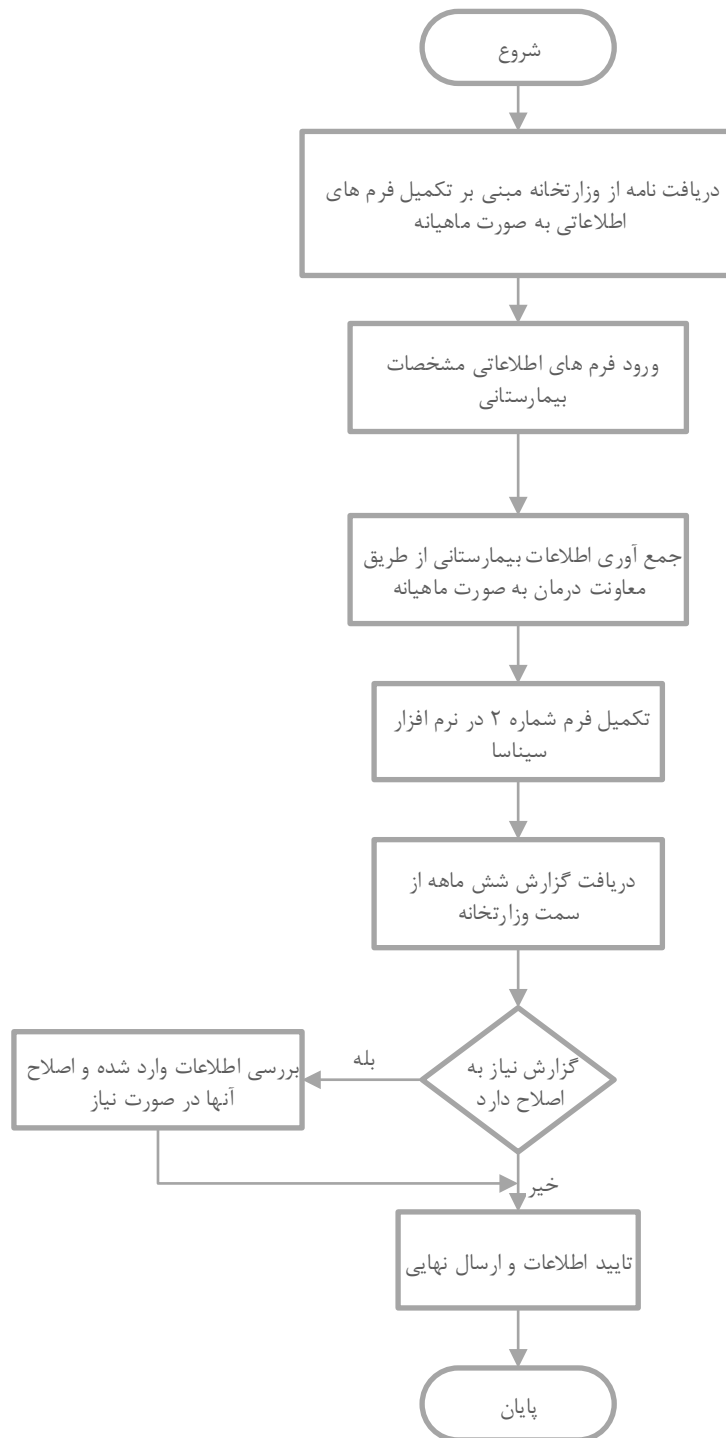 شروع
دریافت نامه از وزارتخانه مبنی بر تکمیل فرم های
اطلاعاتی به صورت ماهیانه
ورود فرم های اطلاعاتی مشخصات
بیمارستانی
جمع آوری اطلاعات بیمارستانی از طریق
معاونت درمان به صورت ماهیانه
تکمیل فرم شماره ۲ در نرم افزار
سیناسا
دریافت گزارش شش ماهه از
سمت وزارتخانه
گزارش نیاز به
اصلاح دارد
بله
بررسی اطلاعات وارد شده و اصلاح
آنها در صورت نیاز
خیر
تایید اطلاعات و ارسال نهایی
پایان